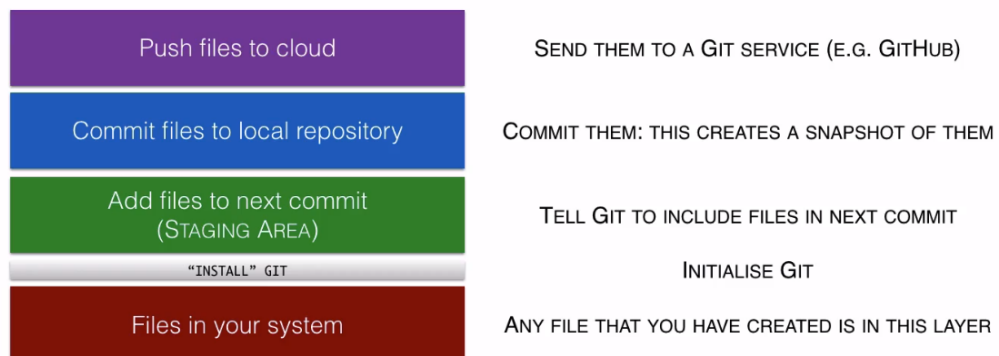 Push files to cloud
SEND THEM TO A GIT SERVICE (E.G. GITHUB)
Commit files to local repository
COMMIT THEM: THIS CREATES A SNAPSHOT OF THEM
Add files to next commit
(STAGING AREA)
TELL GIT TO INCLUDE FILES IN NEXT COMMIT
“INSTALL” GIT
INITIALISE GIT
Files in your system
ANY FILE THAT YOU HAVE CREATED IS IN THIS LAYER